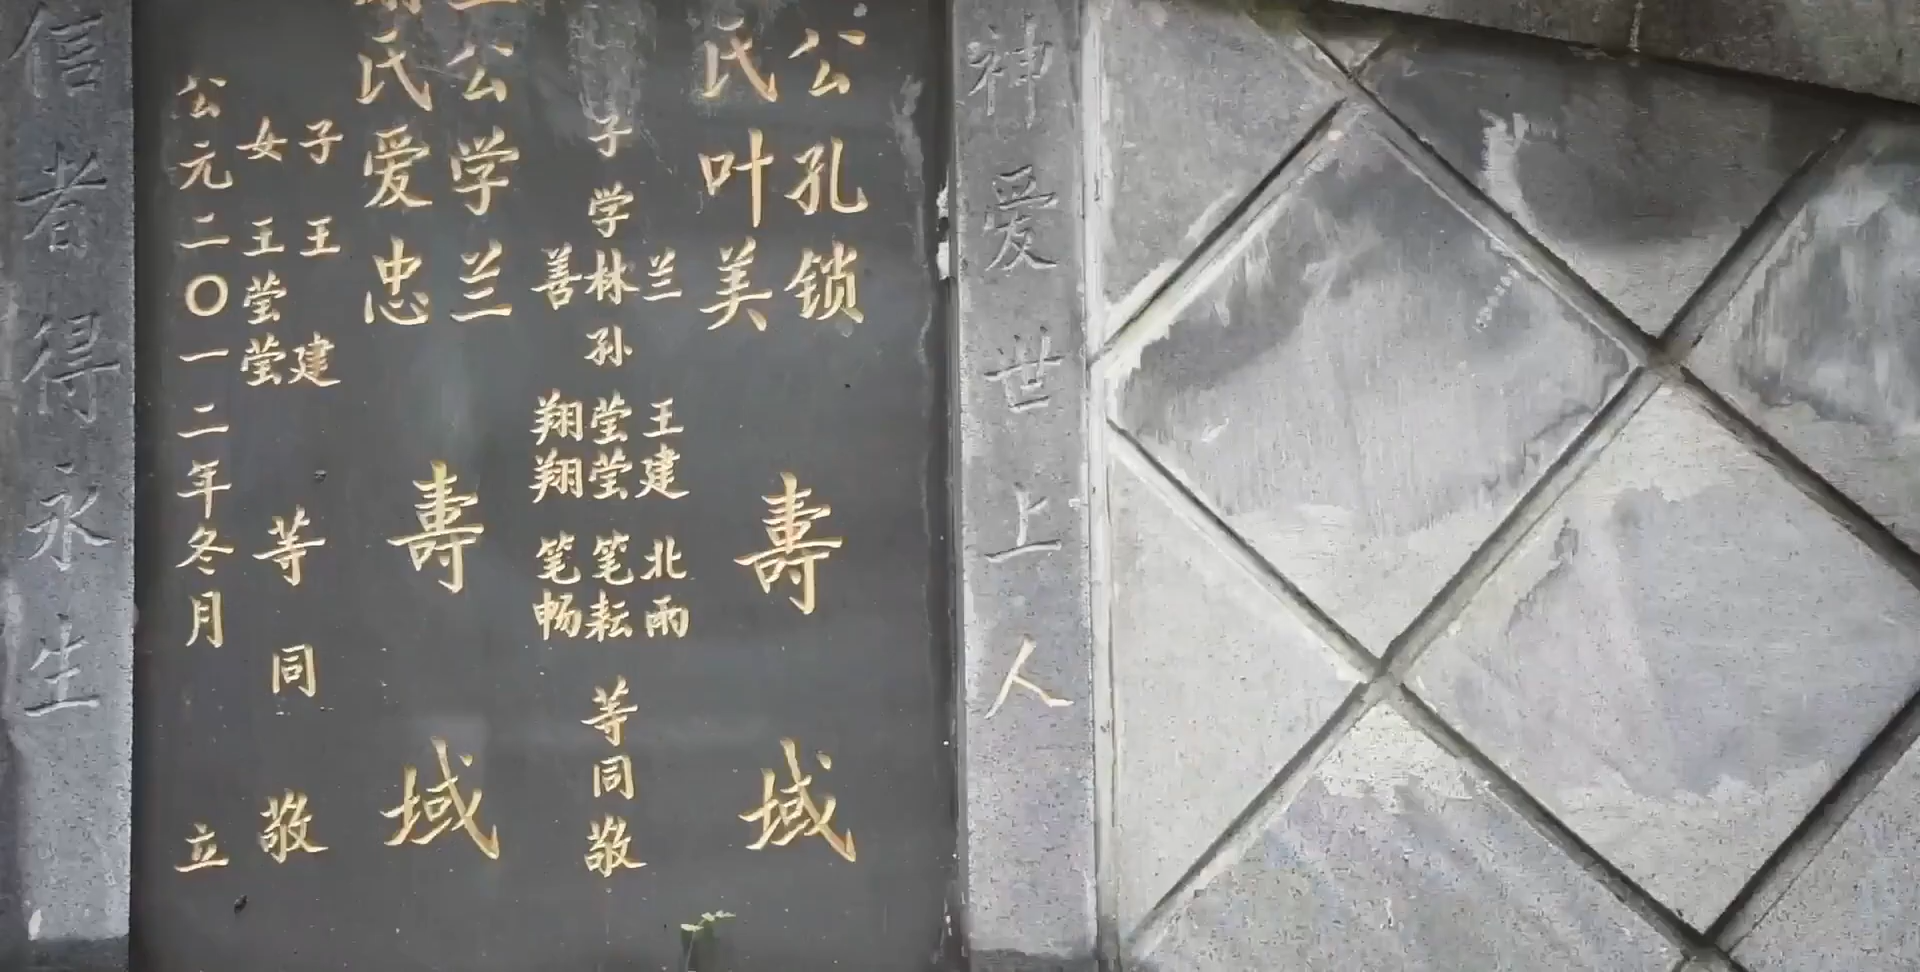 神爱世上人
公孔锁 壽域
氏叶美
子 学兰 学林 学善
孙 王建 莹莹 翔翔
北雨 笔耘 笔畅
等同敬
公学兰 壽域
氏爱忠
子 王建
女 王莹莹
等同敬
公元二〇一二年冬月 立
信者得永生